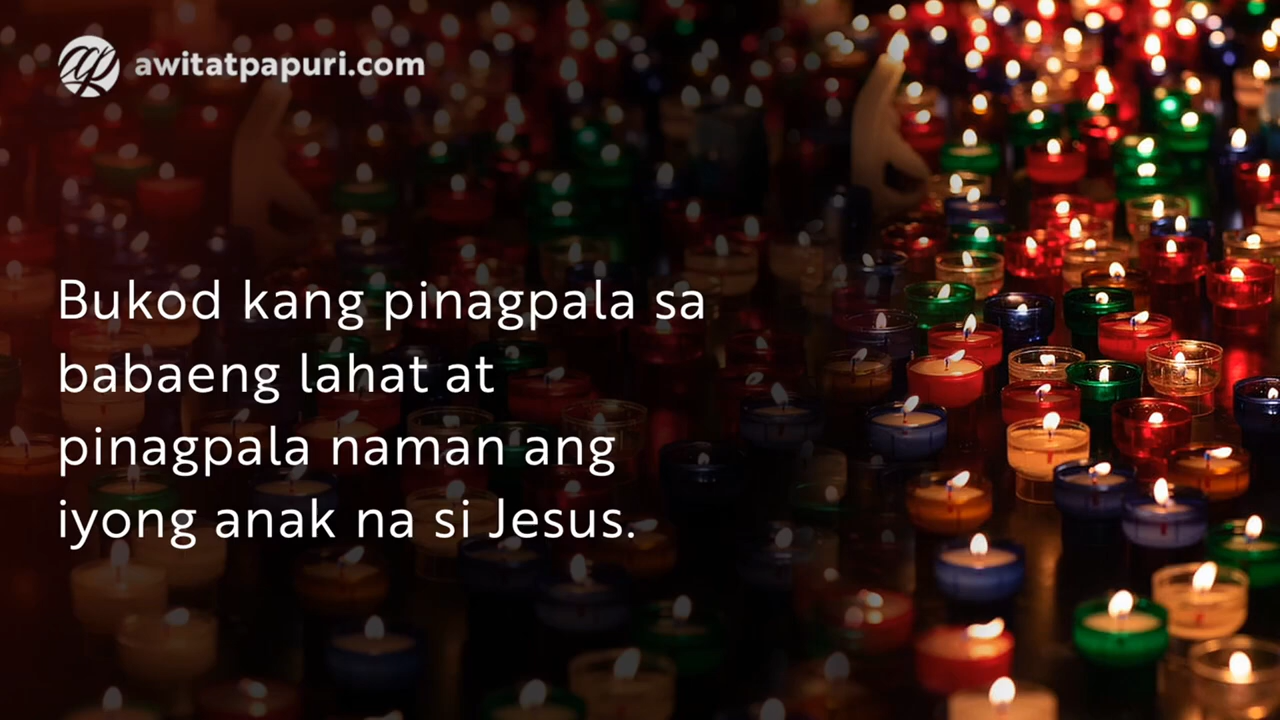 awitatpapuri.com
Bukod kang pinagpala sa
babaeng lahat at
pinagpala naman ang
iyong anak na si Jesus.